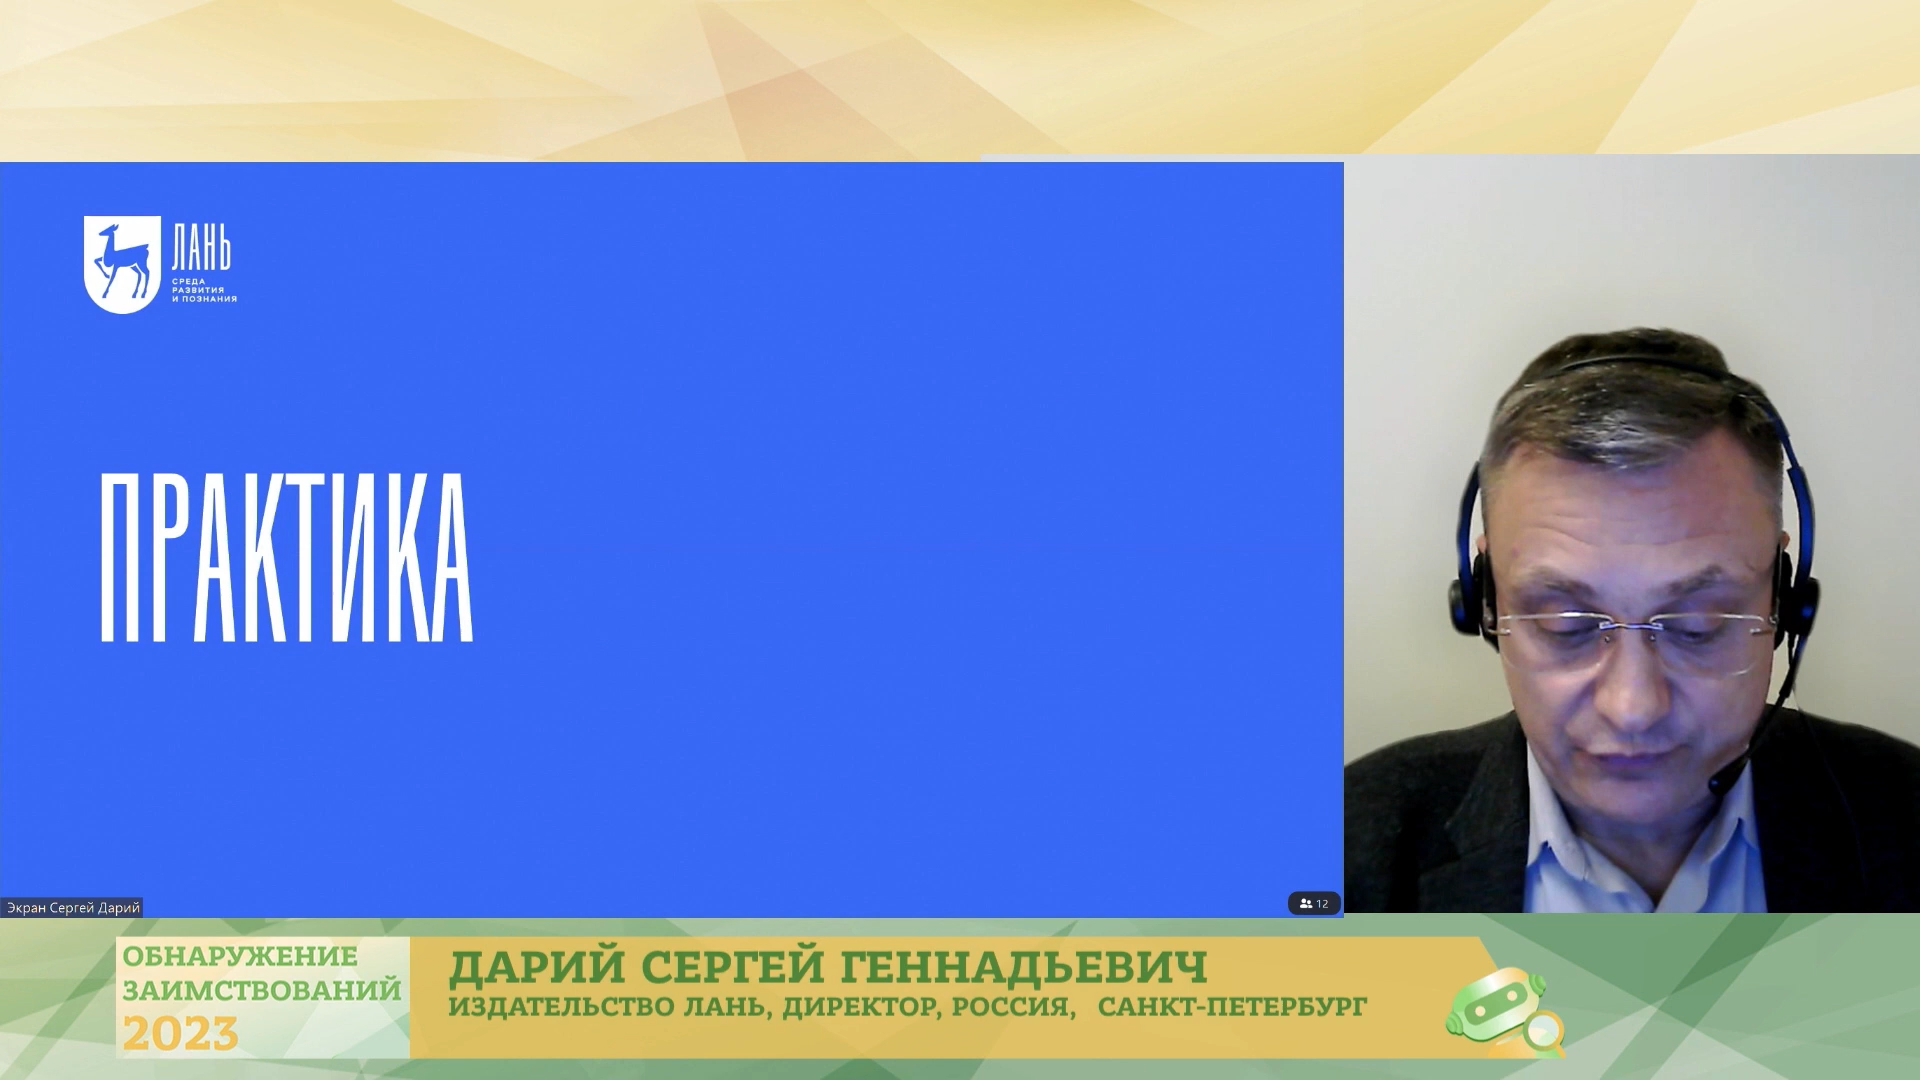 ЛАНЬ
СРЕДА
РАЗВИТИЯ
И ПОЗНАНИЯ
ПРАКТИКА
Экран Сергей Дарий
12
ОБНАРУЖЕНИЕ
ЗАИМСТВОВАНИЙ
2023
ДАРИЙ СЕРГЕЙ ГЕННАДЬЕВИЧ
ИЗДАТЕЛЬСТВО ЛАНЬ, ДИРЕКТОР, РОССИЯ, САНКТ-ПЕТЕРБУРГ